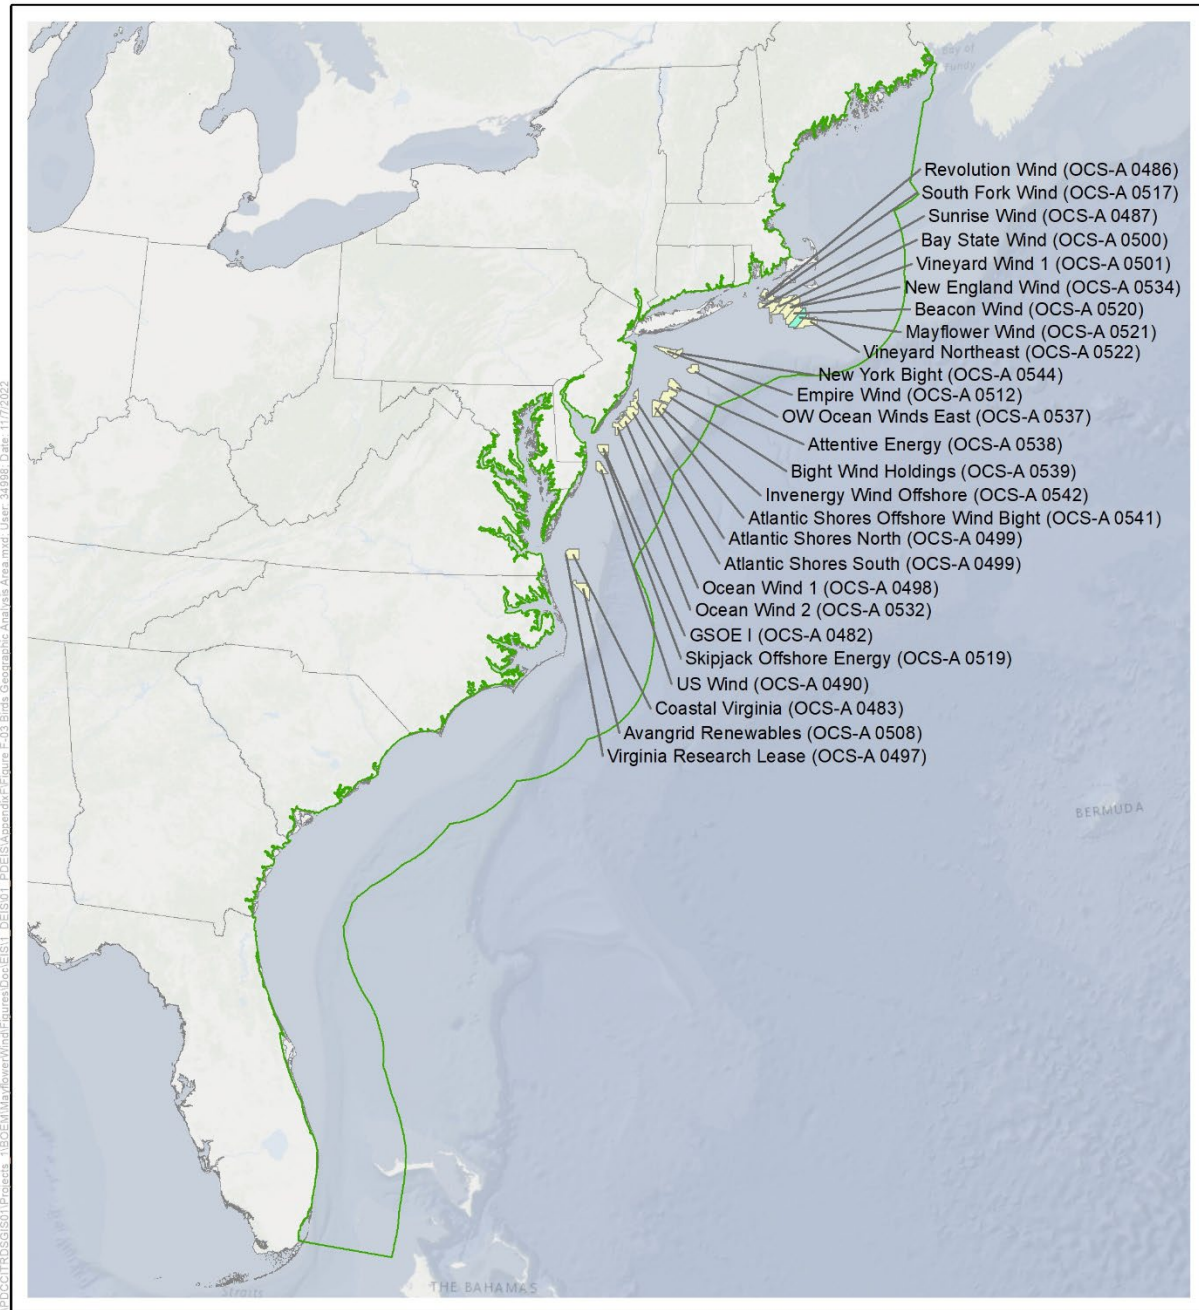 Bay of
Fundy
Revolution Wind (OCS-A 0486)
South Fork Wind (OCS-A 0517)
Sunrise Wind (OCS-A 0487)
Bay State Wind (OCS-A 0500)
Vineyard Wind 1 (OCS-A 0501)
New England Wind (OCS-A 0534)
Beacon Wind (OCS-A 0520)
Mayflower Wind (OCS-A 0521)
Vineyard Northeast (OCS-A 0522)
New York Bight (OCS-A 0544)
Empire Wind (OCS-A 0512)
OW Ocean Winds East (OCS-A 0537)
Attentive Energy (OCS-A 0538)
Bight Wind Holdings (OCS-A 0539)
Invenergy Wind Offshore (OCS-A 0542)
Atlantic Shores Offshore Wind Bight (OCS-A 0541)
Atlantic Shores North (OCS-A 0499)
Atlantic Shores South (OCS-A 0499)
Ocean Wind 1 (OCS-A 0498)
Ocean Wind 2 (OCS-A 0532)
GSOE I (OCS-A 0482)
Skipjack Offshore Energy (OCS-A 0519)
US Wind (OCS-A 0490)
Coastal Virginia (OCS-A 0483)
Avangrid Renewables (OCS-A 0508)
Virginia Research Lease (OCS-A 0497)
BERMUDA
THE BAHAMAS
Straits